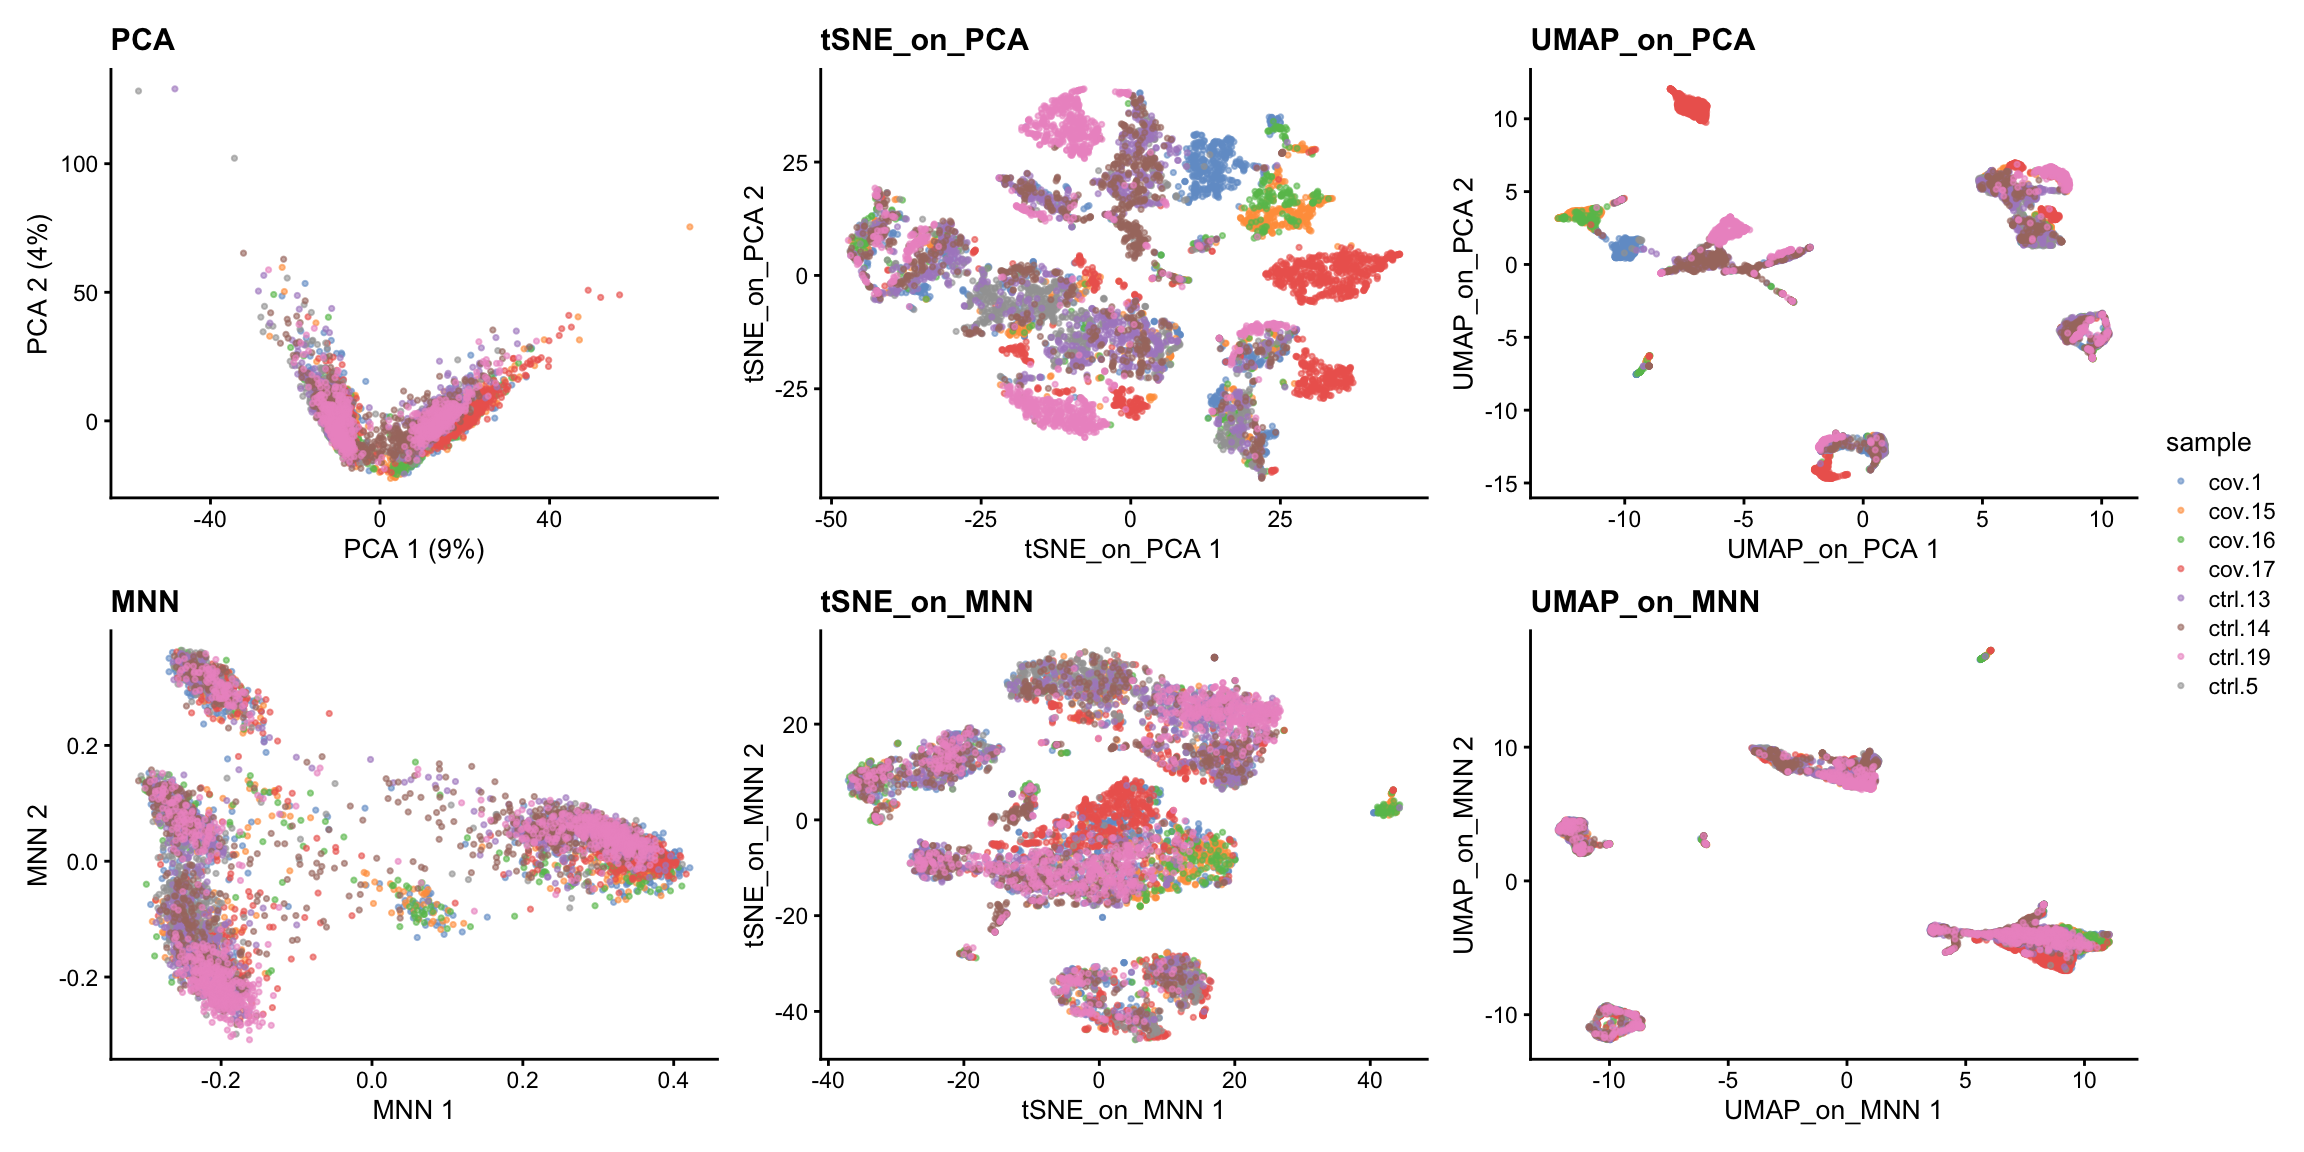 PCA
100
50
0
-40
0
40
PCA 1 (9%)
PCA 2 (4%)
tSNE_on_PCA
25
0
-25
-50
-25
0
25
tSNE_on_PCA 1
tSNE_on_PCA 2
UMAP_on_PCA
10
5
0
-5
-10
-15
-10
-5
0
5
10
UMAP_on_PCA 1
UMAP_on_PCA 2
MNN
0.2
0.0
-0.2
-0.2
0.0
0.2
0.4
MNN 1
MNN 2
tSNE_on_MNN
20
0
-20
-40
-40
-20
0
20
40
tSNE_on_MNN 1
tSNE_on_MNN 2
UMAP_on_MNN
10
0
-10
-10
-5
0
5
10
UMAP_on_MNN 1
UMAP_on_MNN 2
sample
cov.1
cov.15
cov.16
cov.17
ctrl.13
ctrl.14
ctrl.19
ctrl.5